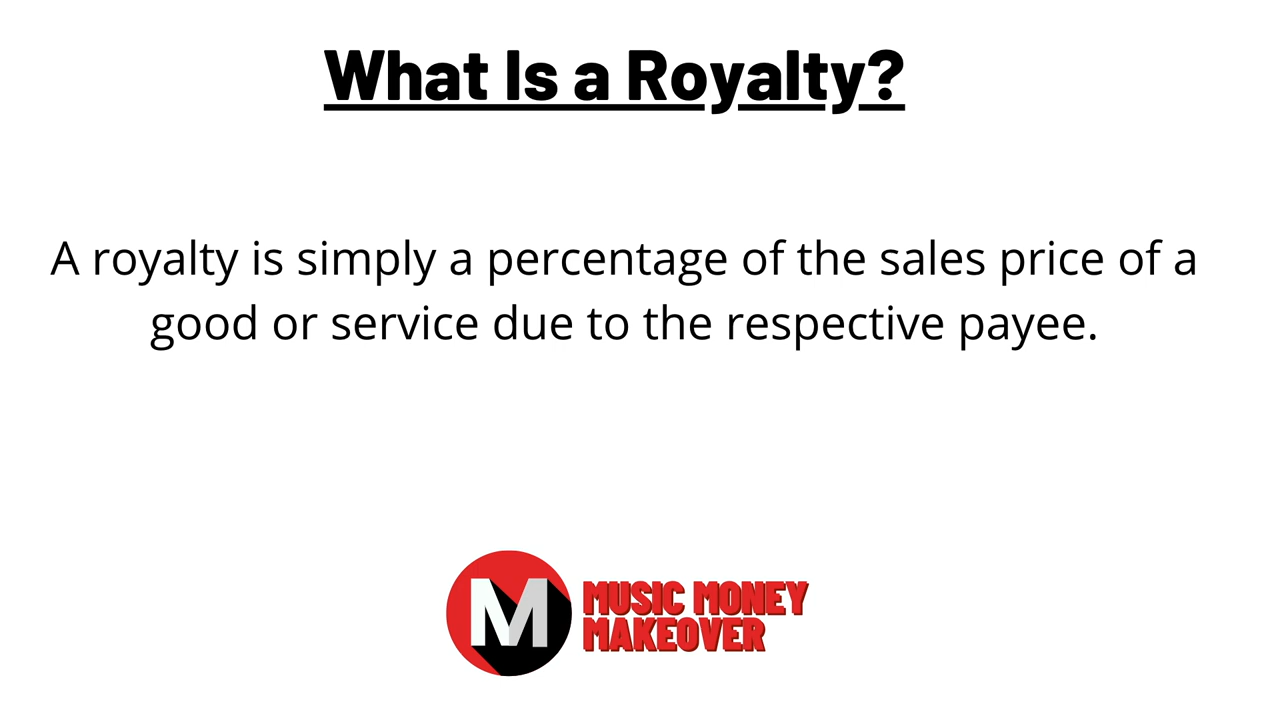 What Is a Royalty?
A royalty is simply a percentage of the sales price of a
good or service due to the respective payee.
M
MUSIC MONEY
MAKEOVER